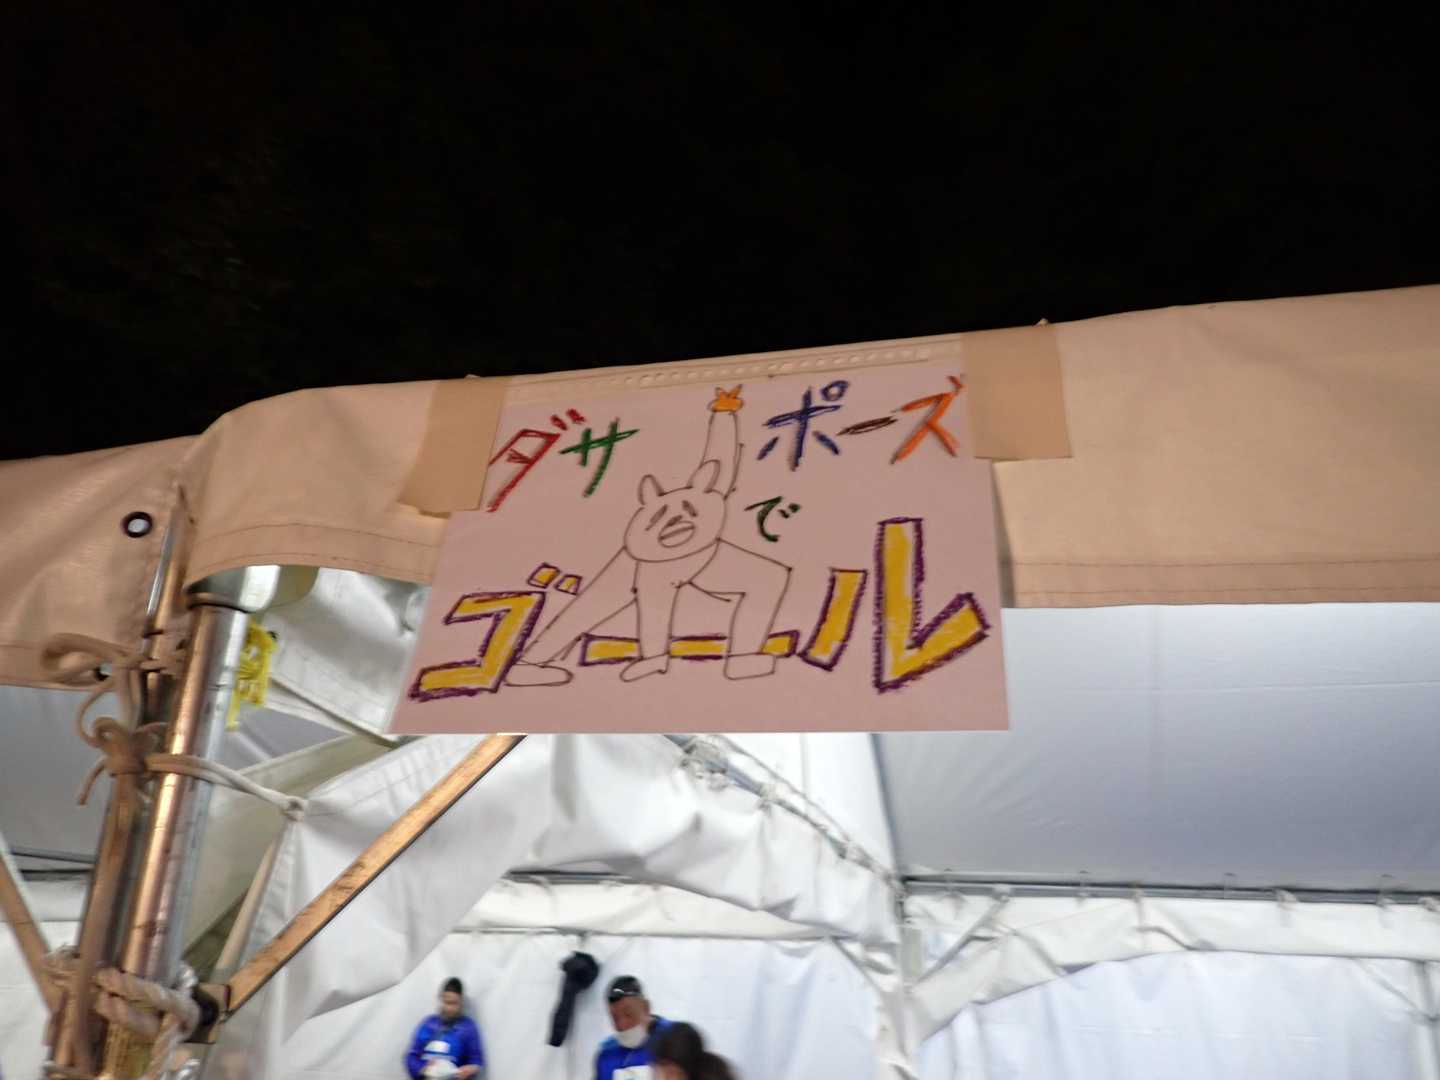 ダサ ポーズ
で
ゴール